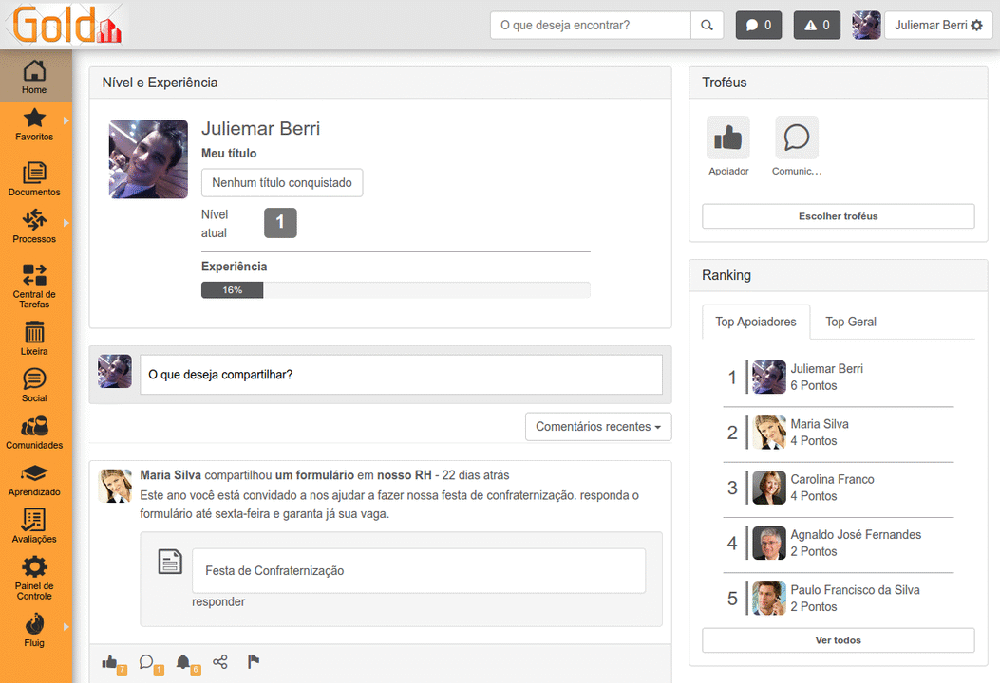 Gold
O que deseja encontrar?
0
0
Juliemar Berri
Home
Favoritos
Documentos
Processos
Central de
Tarefas
Lixeira
Social
Comunidades
Aprendizado
Avaliações
Painel de
Controle
Fluig
Nível e Experiência
Juliemar Berri
Meu título
Nenhum título conquistado
Nível
atual
1
Experiência
16%
O que deseja compartilhar?
Comentários recentes
Maria Silva compartilhou um formulário em nosso RH - 22 dias atrás
Este ano você está convidado a nos ajudar a fazer nossa festa de confraternização. responda o
formulário até sexta-feira e garanta já sua vaga.
Festa de Confraternização
responder
7
1
6
Troféus
Apoiador
Comunic...
Escolher troféus
Ranking
Top Apoiadores
Top Geral
1
Juliemar Berri
6 Pontos
2
Maria Silva
4 Pontos
3
Carolina Franco
4 Pontos
4
Agnaldo José Fernandes
2 Pontos
5
Paulo Francisco da Silva
2 Pontos
Ver todos